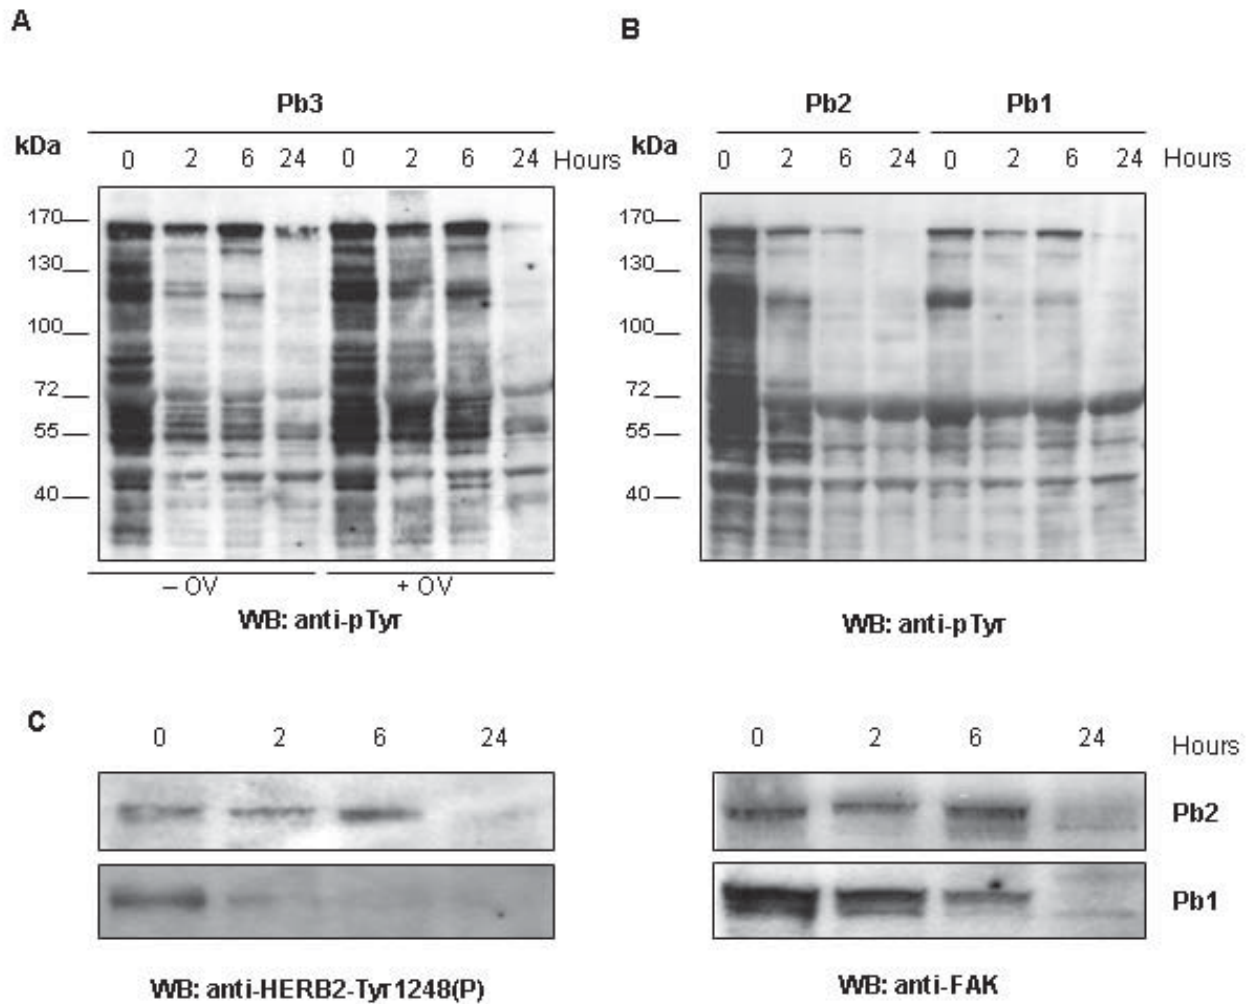 A
B
Pb3
Pb2 Pb1
kDa
0 2 6 24 0 2 6 24 Hours
kDa
0 2 6 24 0 2 6 24 Hours
170
130
100
72
55
40
170
130
100
72
55
40
– OV + OV
WB: anti-pTyr
WB: anti-pTyr
C
0 2 6 24
0 2 6 24 Hours
Pb2
Pb1
WB: anti-HERB2-Tyr1248(P)
WB: anti-FAK